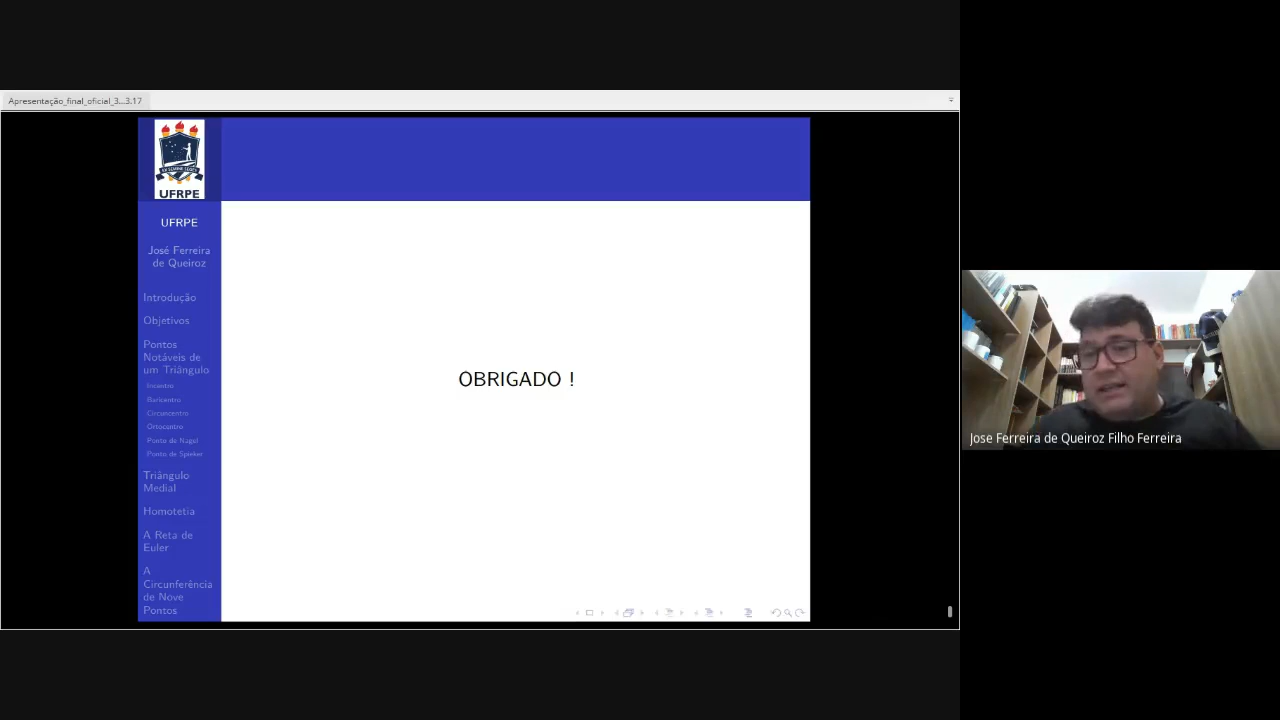 Apresentação_final_oficial_3...3.17
UFRPE
UFRPE
José Ferreira
de Queiroz
Introdução
Objetivos
Pontos
Notáveis de
um Triângulo
Incentro
Baricentro
Circuncentro
Ortocentro
Ponto de Nagel
Ponto de Spieker
Triângulo
Medial
Homotetia
A Reta de
Euler
A
Circunferência
de Nove
Pontos
OBRIGADO !
Jose Ferreira de Queiroz Filho Ferreira